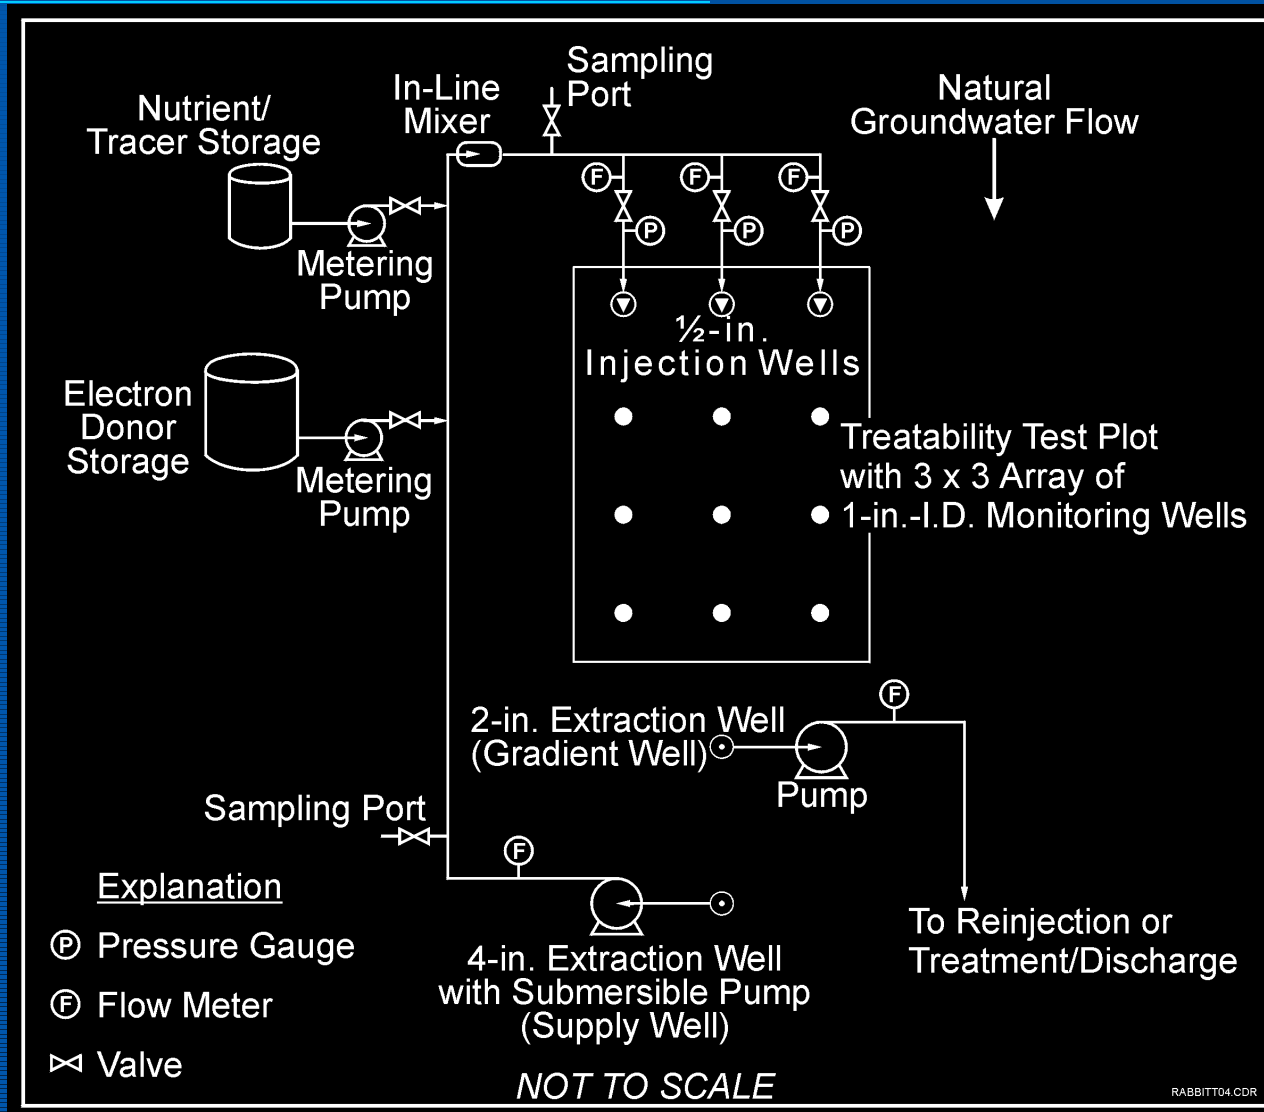 Sampling
Port
In-Line
Mixer
Natural
Groundwater Flow
Nutrient/
Tracer Storage
F
F
F
P
P
P
Metering
Pump
½-in.
Injection Wells
Electron
Donor
Storage
Metering
Pump
Treatability Test Plot
with 3 x 3 Array of
1-in.-I.D. Monitoring Wells
F
2-in. Extraction Well
(Gradient Well)
Pump
Sampling Port
F
Explanation
P Pressure Gauge
F Flow Meter
Valve
4-in. Extraction Well
with Submersible Pump
(Supply Well)
To Reinjection or
Treatment/Discharge
NOT TO SCALE
RABBITT04.CDR